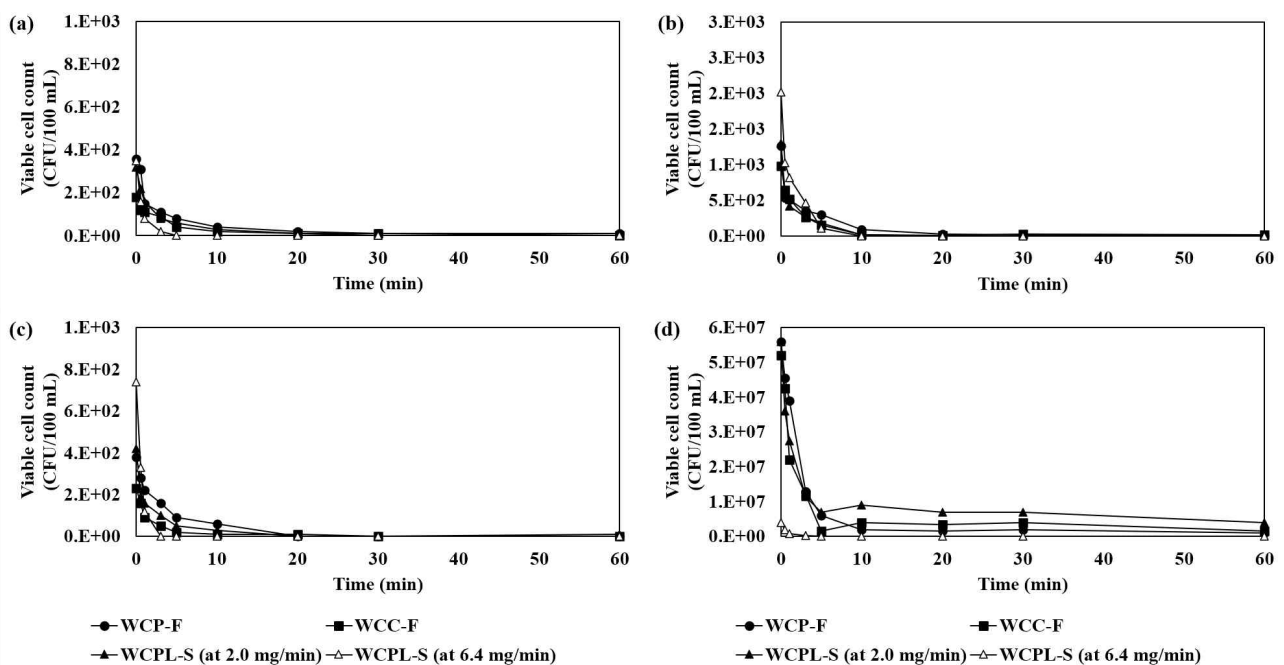 (a)
Viable cell count
(CFU/100 mL)
1.E+03
8.E+02
6.E+02
4.E+02
2.E+02
0.E+00
0 10 20 30 40 50 60
Time (min)
(b)
Viable cell count
(CFU/100 mL)
3.E+03
3.E+03
2.E+03
2.E+03
1.E+03
5.E+02
0.E+00
0 10 20 30 40 50 60
Time (min)
(c)
Viable cell count
(CFU/100 mL)
1.E+03
8.E+02
6.E+02
4.E+02
2.E+02
0.E+00
0 10 20 30 40 50 60
Time (min)
(d)
Viable cell count
(CFU/100 mL)
6.E+07
5.E+07
4.E+07
3.E+07
2.E+07
1.E+07
0.E+00
0 10 20 30 40 50 60
Time (min)
WCP-F WCC-F
WCPL-S (at 2.0 mg/min) WCPL-S (at 6.4 mg/min)
WCP-F WCC-F
WCPL-S (at 2.0 mg/min) WCPL-S (at 6.4 mg/min)